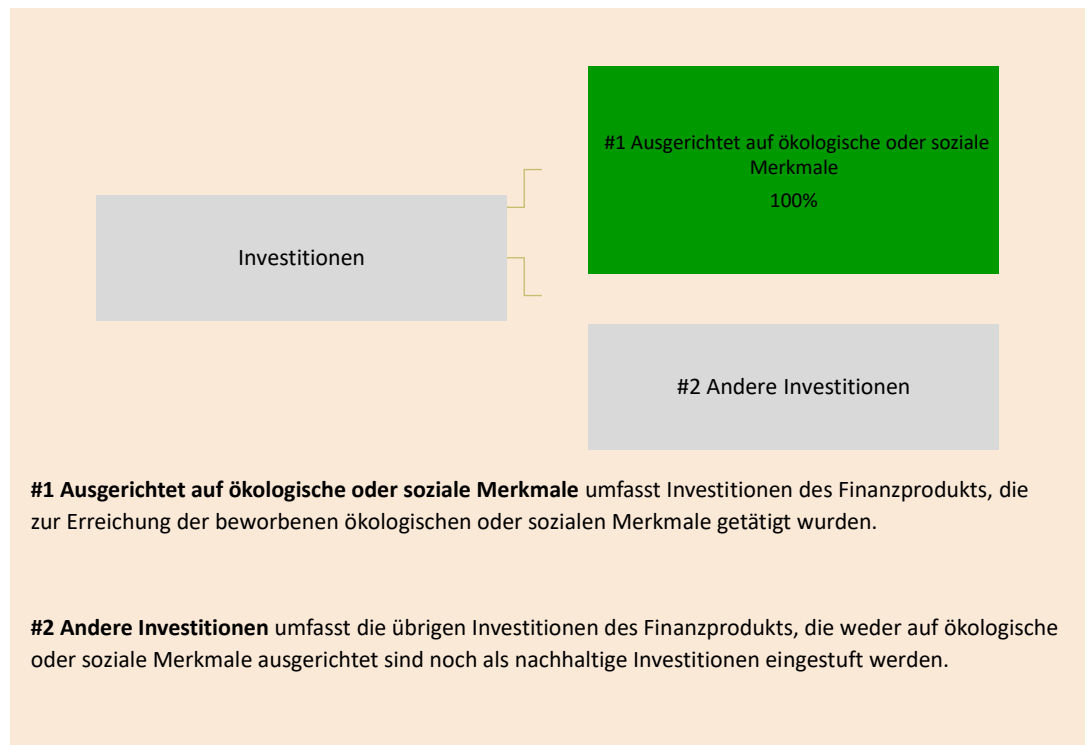 #1 Ausgerichtet auf ökologische oder soziale
Merkmale
100%
Investitionen
#2 Andere Investitionen
#1 Ausgerichtet auf ökologische oder soziale Merkmale umfasst Investitionen des Finanzprodukts, die
zur Erreichung der beworbenen ökologischen oder sozialen Merkmale getätigt wurden.
#2 Andere Investitionen umfasst die übrigen Investitionen des Finanzprodukts, die weder auf ökologische
oder soziale Merkmale ausgerichtet sind noch als nachhaltige Investitionen eingestuft werden.